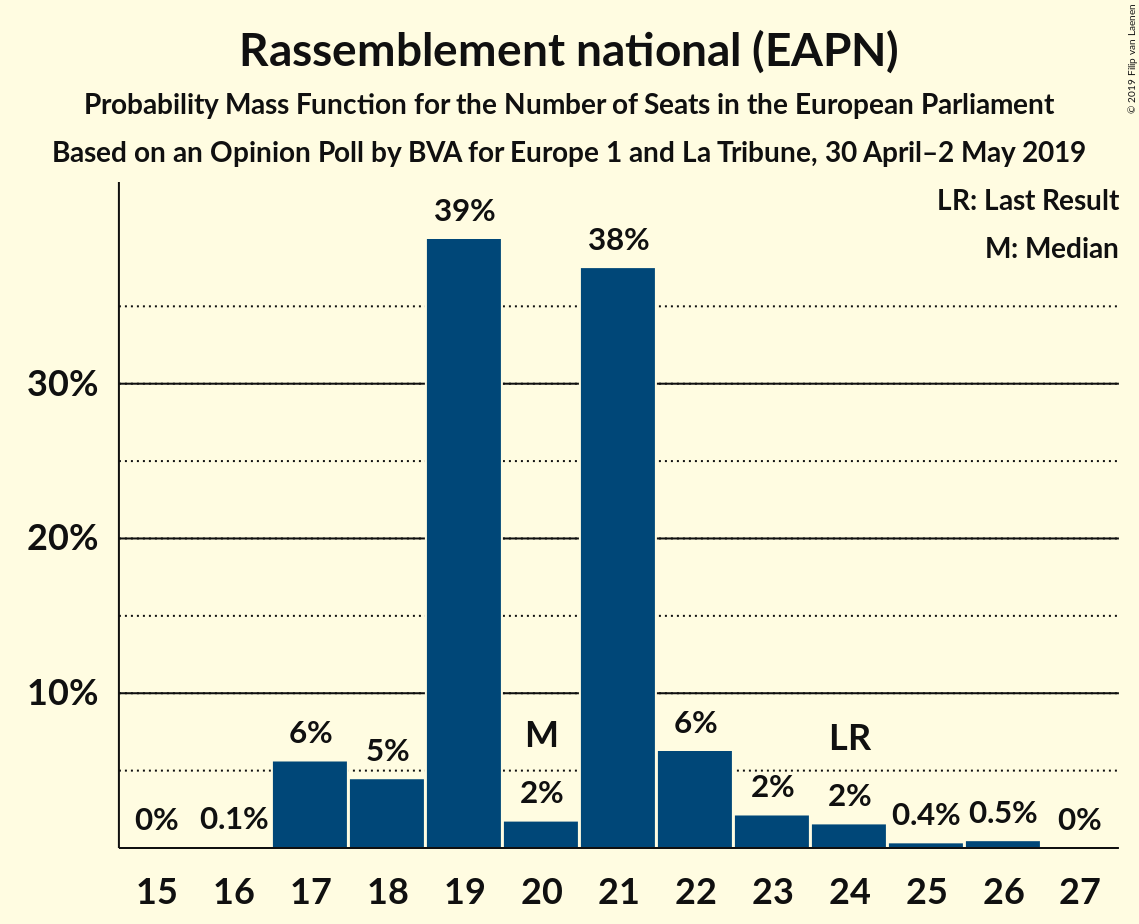 Rassemblement national (EAPN)
Probability Mass Function for the Number of Seats in the European Parliament
Based on an Opinion Poll by BVA for Europe 1 and La Tribune, 30 April–2 May 2019
© 2019 Filip van Laenen
LR: Last Result
M: Median
39%
38%
30%
20%
10%
6%
5%
M
2%
6%
LR
2%
2%
0%
0.1%
0.4%
0.5%
0%
15 16 17 18 19 20 21 22 23 24 25 26 27